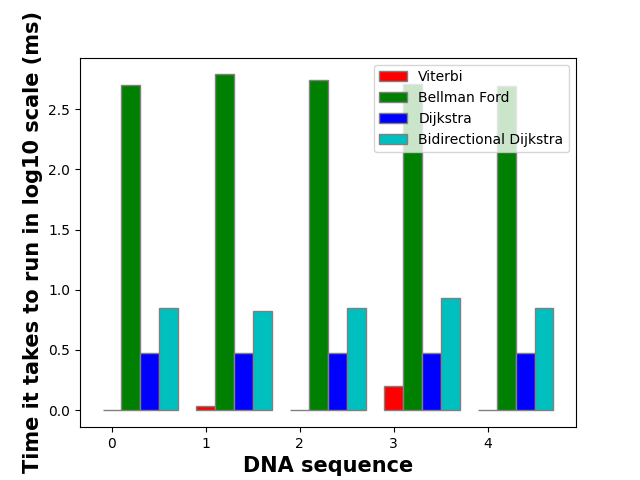 Time it takes to run in log10 scale (ms)
2.5
2.0
1.5
1.0
0.5
0.0
0 1 2 3 4
DNA sequence
Viterbi
Bellman Ford
Dijkstra
Bidirectional Dijkstra